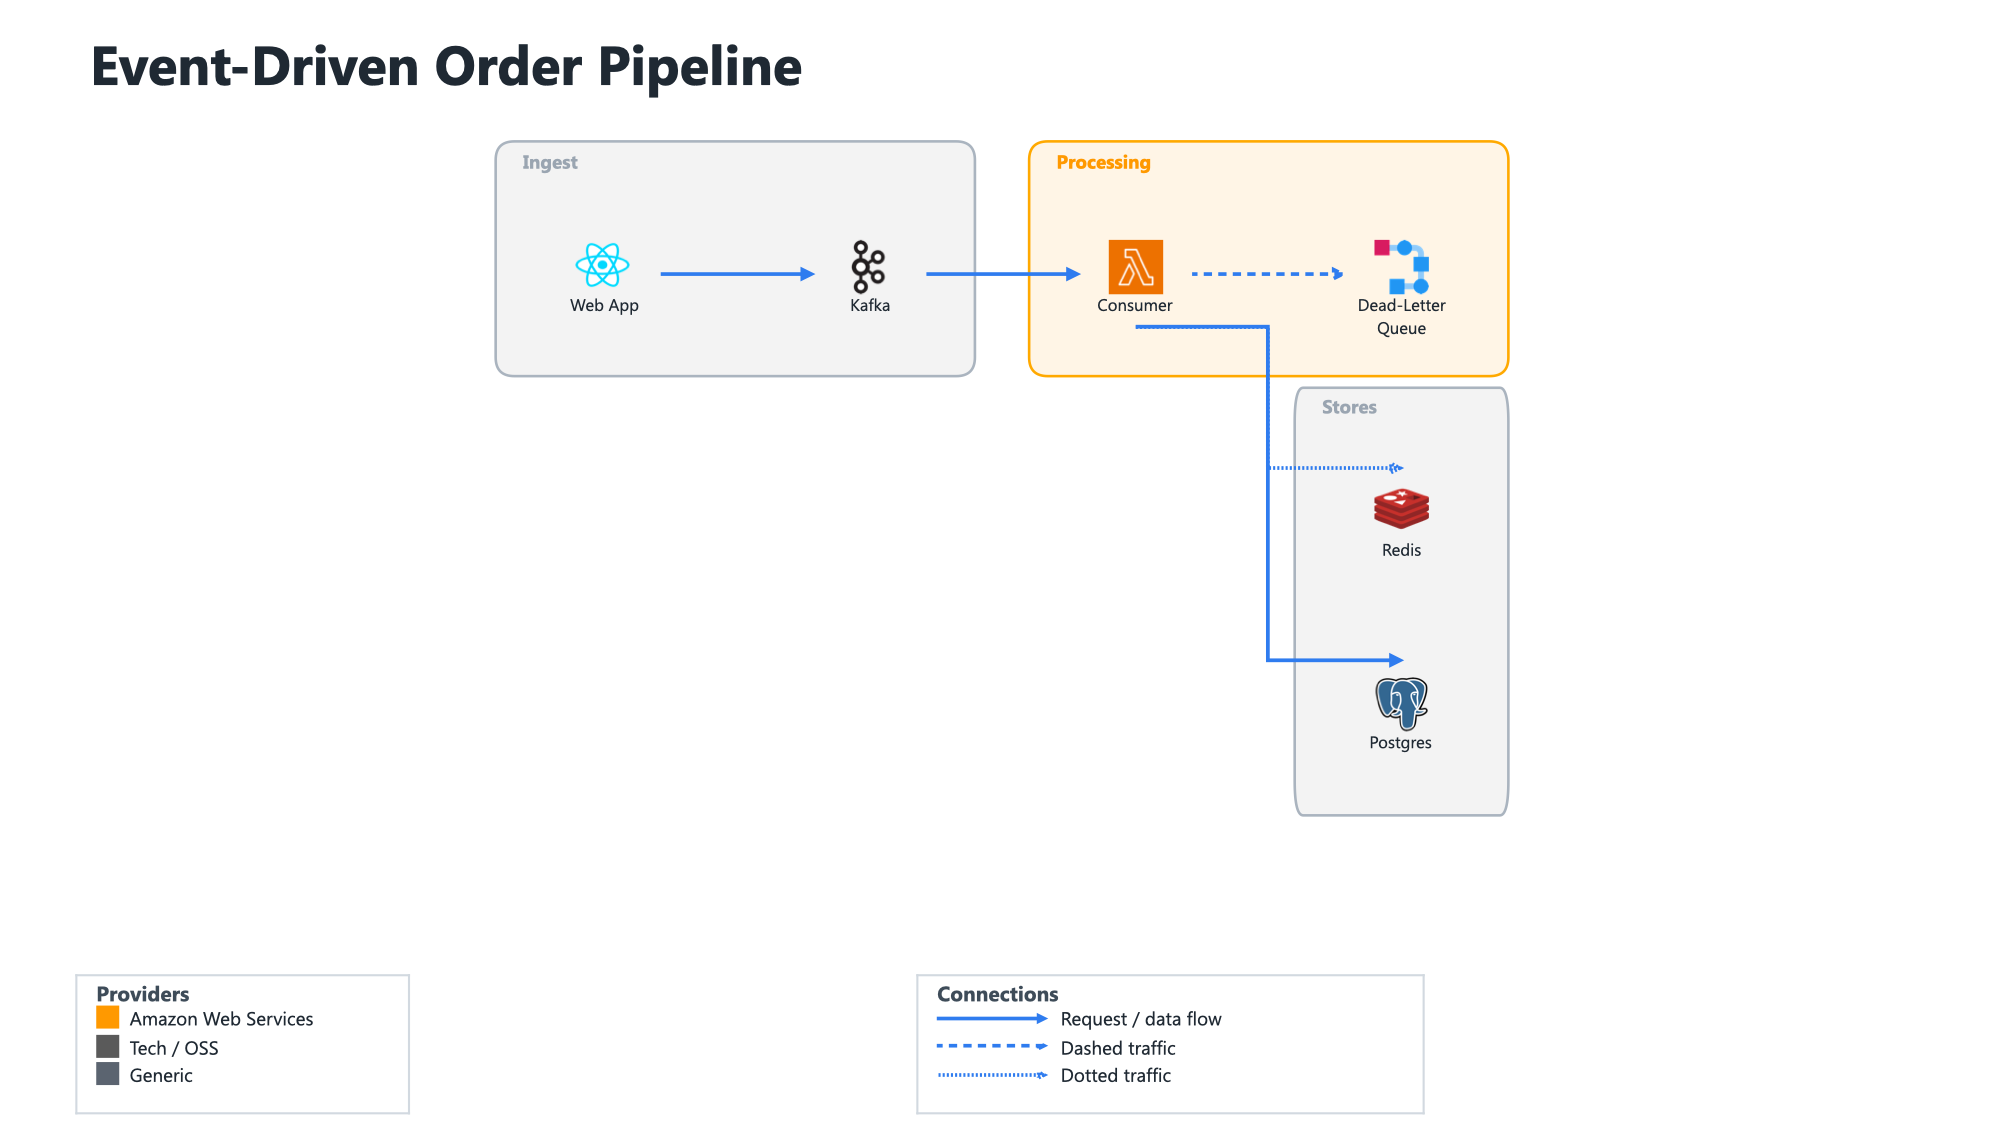 Event-Driven Order Pipeline
Ingest
Processing
Web App
Kafka
Consumer
Dead-Letter
Queue
Stores
Redis
Postgres
Providers
Amazon Web Services
Tech / OSS
Generic
Connections
Request / data flow
Dashed traffic
Dotted traffic